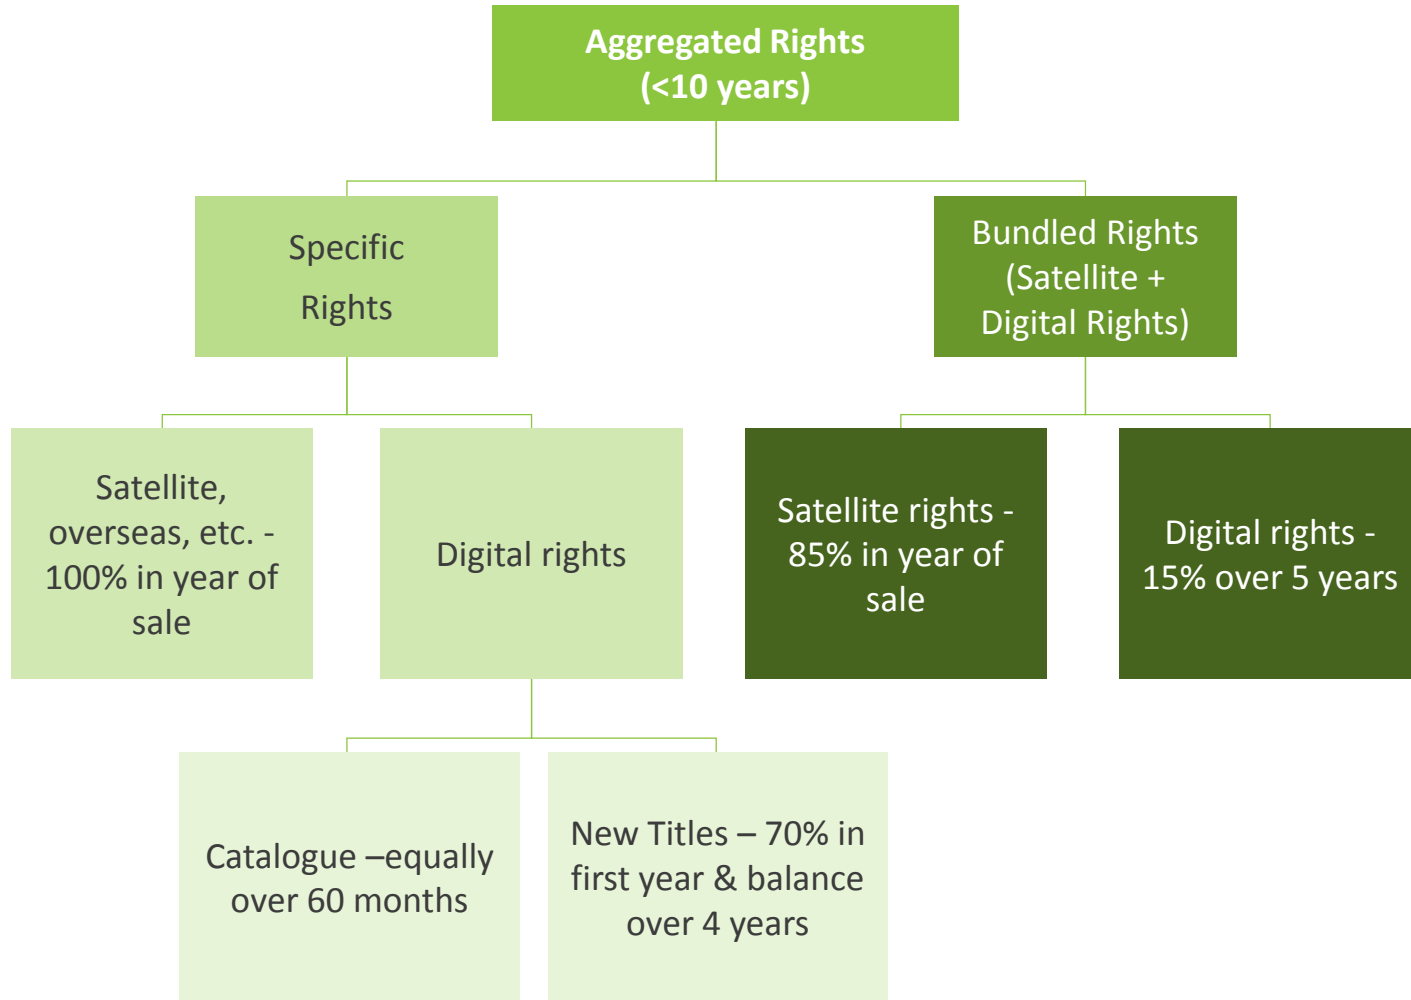 Aggregated Rights
(<10 years)
Specific
Rights
Bundled Rights
(Satellite +
Digital Rights)
Satellite,
overseas, etc. -
100% in year of
sale
Digital rights
Satellite rights -
85% in year of
sale
Digital rights -
15% over 5 years
Catalogue –equally
over 60 months
New Titles – 70% in
first year & balance
over 4 years